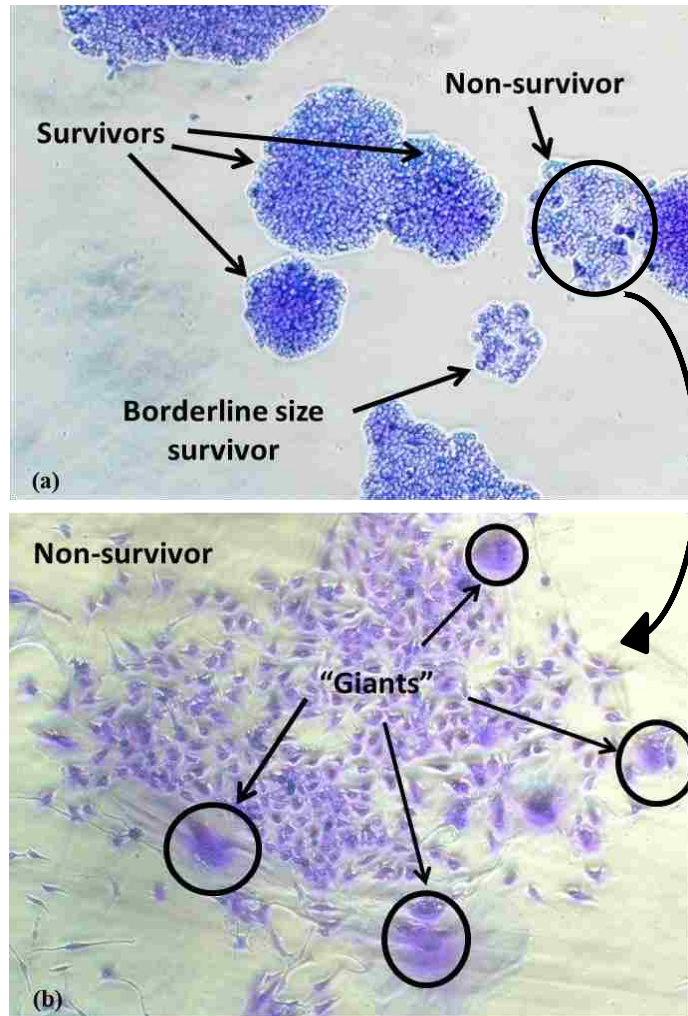 Non-survivor
Survivors
Borderline size
survivor
(a)
Non-survivor
“Giants”
(b)